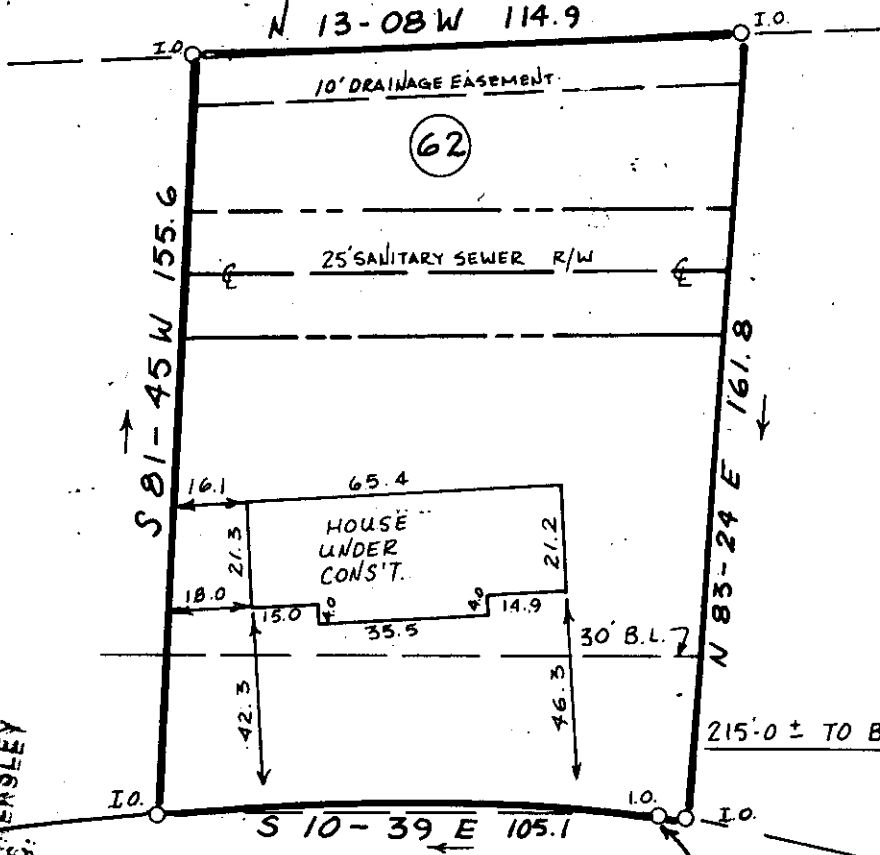 N 13-08 W 114.9
I.O.
I.O.
10' DRAINAGE EASEMENT
62
S 81-45 W 155.6
25' SANITARY SEWER R/W
℄
℄
N 83-24 E 161.8
16.1
65.4
HOUSE
UNDER
CONS'T.
21.3
21.2
18.0
15.0
4.0
35.5
4.0
14.9
30' B.L.
42.3
46.3
215'-0 ± TO
I.O.
I.O.
I.O.
S 10-39 E 105.1